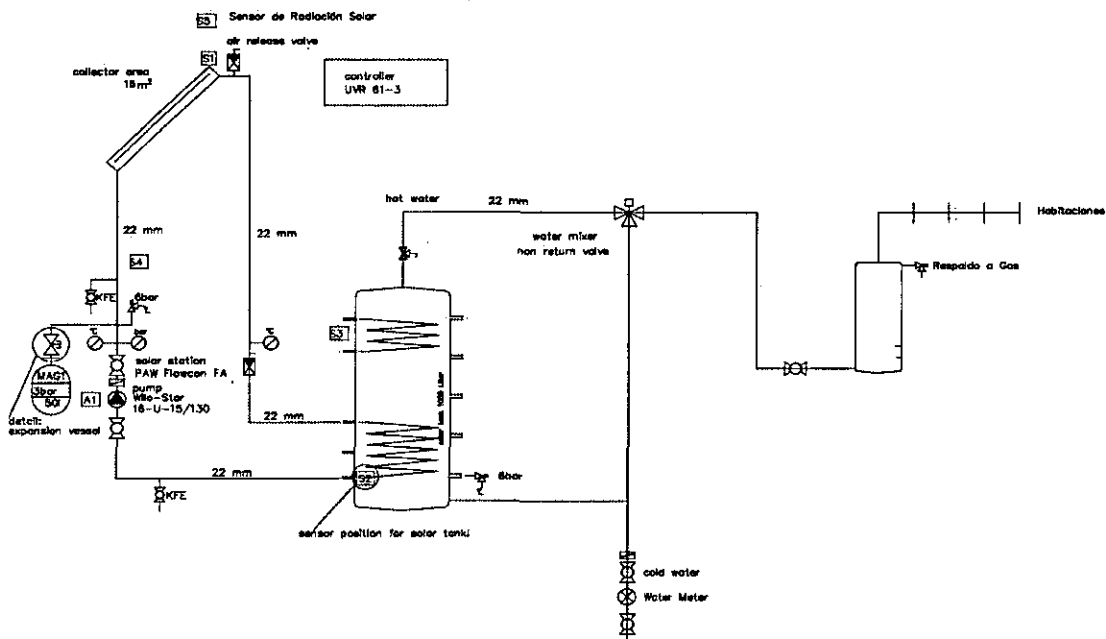 S5 Sensor de Radiación Solar
air release valve
S1
collector area
15m²
controller
UVR 61-3
hot water
22 mm
22 mm
22 mm
Habitaciones
water mixer
non return valve
S4
Respaldo a Gas
KFE
6bar
S3
solar station
PAW Flowcon FA
MAG1
3bar
50l
A1
pump
Wilo-Star
16-U-15/130
detail:
expansion vessel
22 mm
22 mm
S2
6bar
KFE
sensor position for solar tank:
cold water
Water Meter